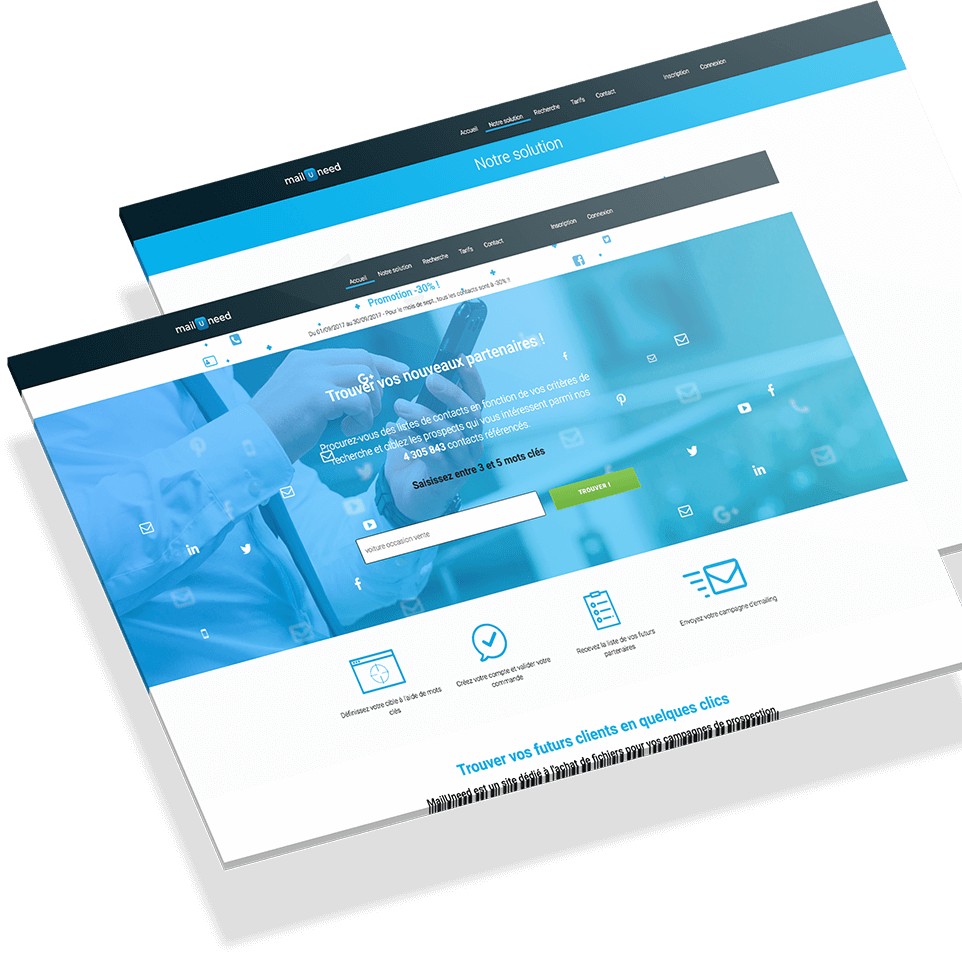 mail U need
Accueil Notre solution Recherche Tarifs Contact Inscription Connexion
Notre solution
mail U need
Accueil Notre solution Recherche Tarifs Contact Inscription Connexion
Promotion -30% !
Du 01/09/2017 au 30/09/2017 - Pour le mois de sept., tous les contacts sont à -30% !!
Trouver vos nouveaux partenaires !
Procurez-vous des listes de contacts en fonction de vos critères de
recherche et ciblez les prospects qui vous intéressent parmi nos
4 305 843 contacts référencés
Saisissez entre 3 et 5 mots clés
voiture occasion vente
TROUVER !
Définissez votre cible à l'aide de mots
clés
Créez votre compte et valider votre
commande
Recevez la liste de vos futurs
partenaires
Envoyez votre campagne d'emailing
Trouver vos futurs clients en quelques clics
MailUneed est un site dédié à l'achat de fichiers pour vos campagnes de prospection